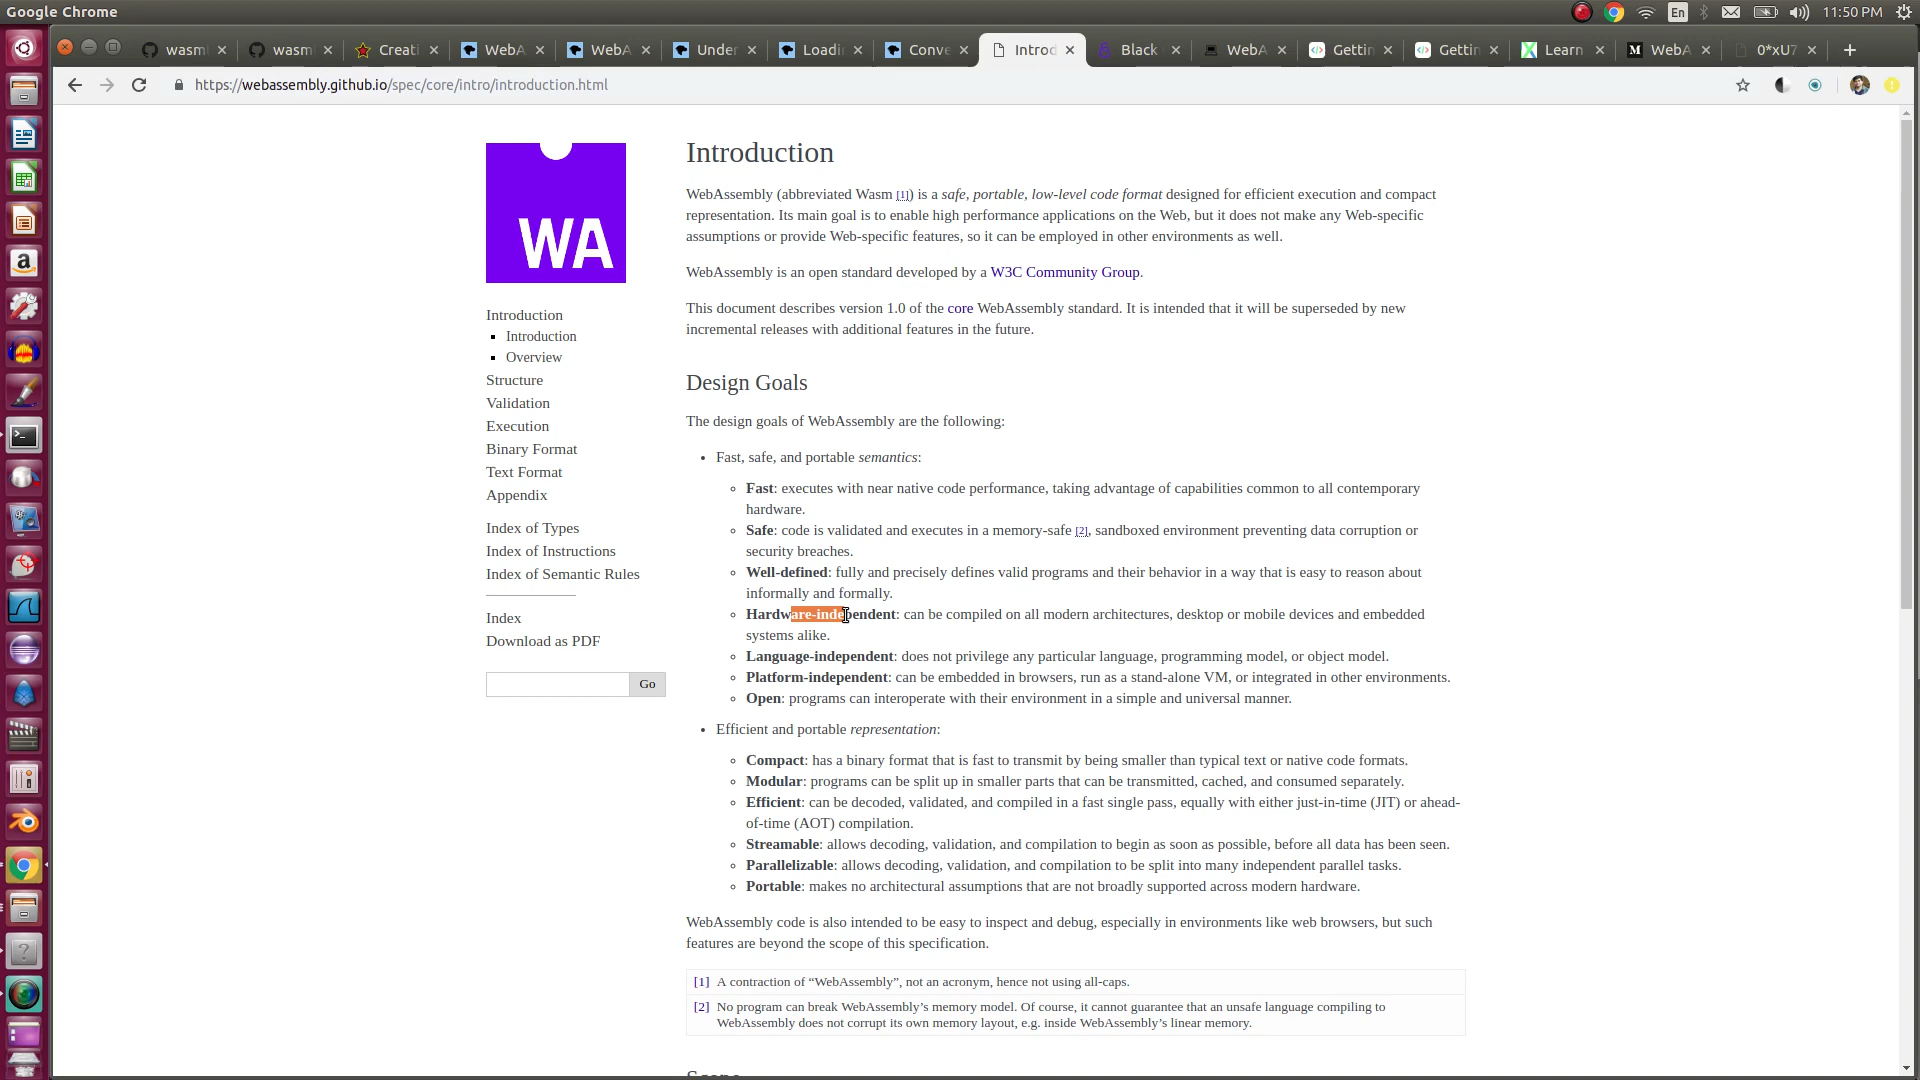 Google Chrome
En
11:50 PM
wasm
wasm
Creati
WebA
WebA
Under
Loadi
Conve
Introd
Black
WebA
Gettin
Gettin
Learn
WebA
0*xU7
https://webassembly.github.io/spec/core/intro/introduction.html
WA
Introduction
Introduction
Overview
Structure
Validation
Execution
Binary Format
Text Format
Appendix
Index of Types
Index of Instructions
Index of Semantic Rules
Index
Download as PDF
Go
Introduction
WebAssembly (abbreviated Wasm [1]) is a safe, portable, low-level code format designed for efficient execution and compact
representation. Its main goal is to enable high performance applications on the Web, but it does not make any Web-specific
assumptions or provide Web-specific features, so it can be employed in other environments as well.
WebAssembly is an open standard developed by a W3C Community Group.
This document describes version 1.0 of the core WebAssembly standard. It is intended that it will be superseded by new
incremental releases with additional features in the future.
Design Goals
The design goals of WebAssembly are the following:
• Fast, safe, and portable semantics:
Fast: executes with near native code performance, taking advantage of capabilities common to all contemporary
hardware.
Safe: code is validated and executes in a memory-safe [2], sandboxed environment preventing data corruption or
security breaches.
Well-defined: fully and precisely defines valid programs and their behavior in a way that is easy to reason about
informally and formally.
Hardware-independent: can be compiled on all modern architectures, desktop or mobile devices and embedded
systems alike.
Language-independent: does not privilege any particular language, programming model, or object model.
Platform-independent: can be embedded in browsers, run as a stand-alone VM, or integrated in other environments.
Open: programs can interoperate with their environment in a simple and universal manner.
• Efficient and portable representation:
Compact: has a binary format that is fast to transmit by being smaller than typical text or native code formats.
Modular: programs can be split up in smaller parts that can be transmitted, cached, and consumed separately.
Efficient: can be decoded, validated, and compiled in a fast single pass, equally with either just-in-time (JIT) or ahead-
of-time (AOT) compilation.
Streamable: allows decoding, validation, and compilation to begin as soon as possible, before all data has been seen.
Parallelizable: allows decoding, validation, and compilation to be split into many independent parallel tasks.
Portable: makes no architectural assumptions that are not broadly supported across modern hardware.
WebAssembly code is also intended to be easy to inspect and debug, especially in environments like web browsers, but such
features are beyond the scope of this specification.
[1] A contraction of “WebAssembly”, not an acronym, hence not using all-caps.
[2] No program can break WebAssembly’s memory model. Of course, it cannot guarantee that an unsafe language compiling to
WebAssembly does not corrupt its own memory layout, e.g. inside WebAssembly’s linear memory.